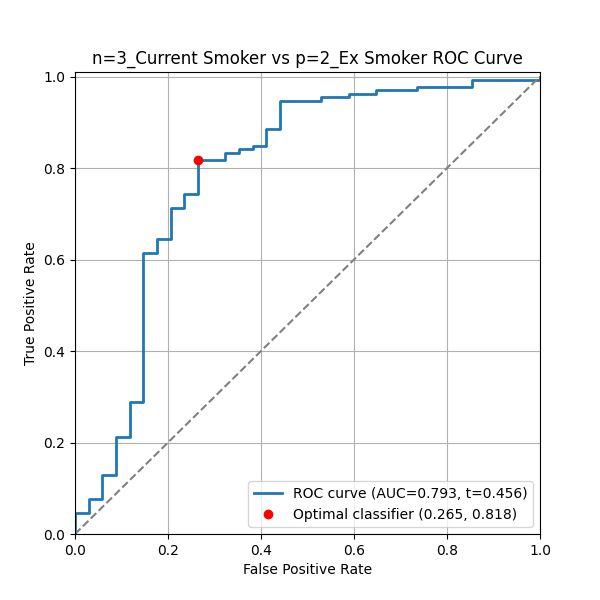 n=3_Current Smoker vs p=2_Ex Smoker ROC Curve
1.0
0.8
0.6
0.4
0.2
0.0
True Positive Rate
ROC curve (AUC=0.793, t=0.456)
Optimal classifier (0.265, 0.818)
0.0 0.2 0.4 0.6 0.8 1.0
False Positive Rate